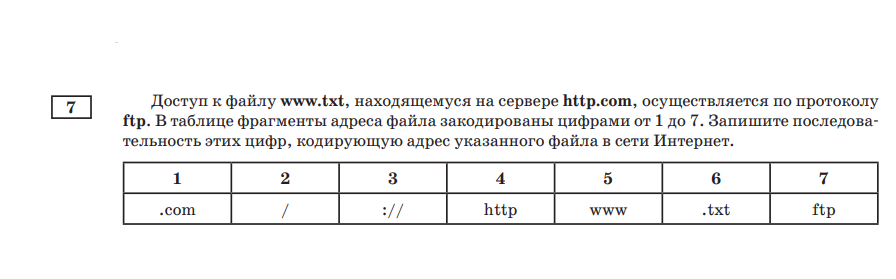 7
Доступ к файлу www.txt, находящемуся на сервере http.com, осуществляется по протоколу
ftp. В таблице фрагменты адреса файла закодированы цифрами от 1 до 7. Запишите последова-
тельность этих цифр, кодирующую адрес указанного файла в сети Интернет.
1 2 3 4 5 6 7
.com / :// http www .txt ftp